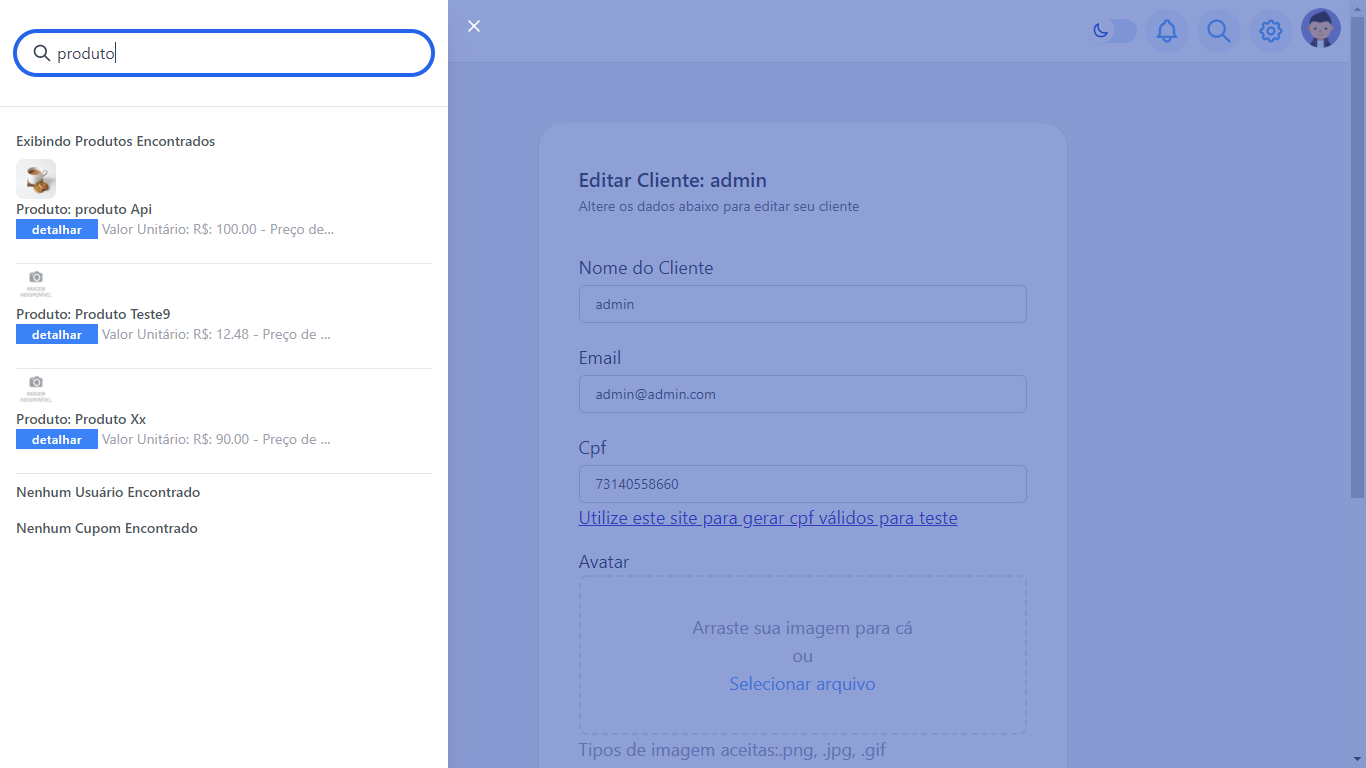 produto
Exibindo Produtos Encontrados
Produto: produto Api
detalhar Valor Unitário: R$: 100.00 - Preço de...
IMAGEM
INDISPONÍVEL
Produto: Produto Teste9
detalhar Valor Unitário: R$: 12.48 - Preço de ...
IMAGEM
INDISPONÍVEL
Produto: Produto Xx
detalhar Valor Unitário: R$: 90.00 - Preço de ...
Nenhum Usuário Encontrado
Nenhum Cupom Encontrado
Editar Cliente: admin
Altere os dados abaixo para editar seu cliente
Nome do Cliente
admin
Email
admin@admin.com
Cpf
73140558660
Utilize este site para gerar cpf válidos para teste
Avatar
Arraste sua imagem para cá
ou
Selecionar arquivo
Tipos de imagem aceitas:.png, .jpg, .gif